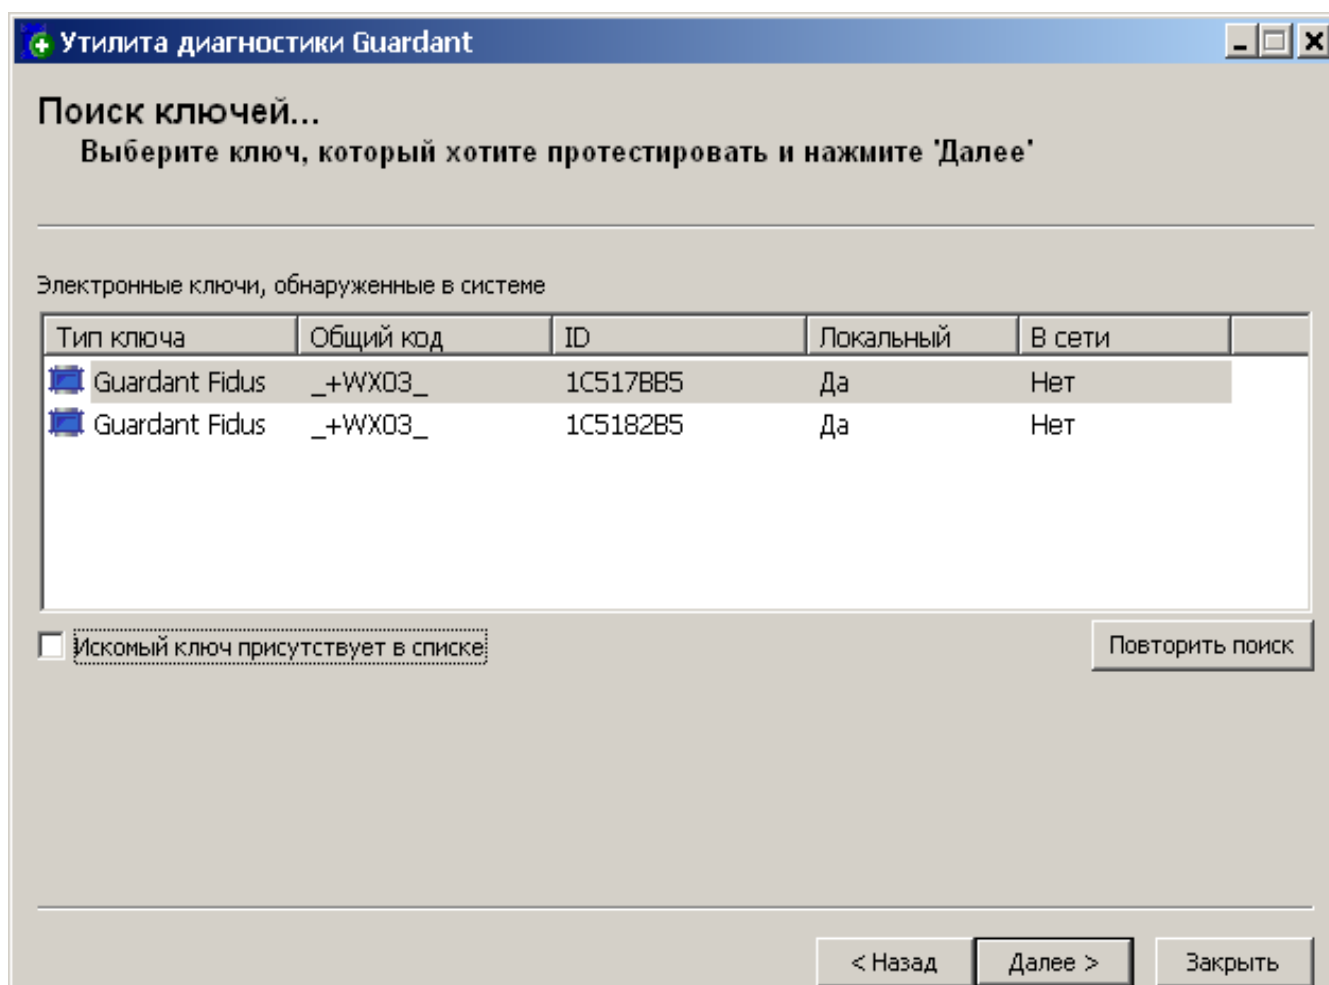 Утилита диагностики Guardant
Поиск ключей...
Выберите ключ, который хотите протестировать и нажмите 'Далее'
Электронные ключи, обнаруженные в системе
Тип ключа Общий код ID Локальный В сети
Guardant Fidus _+WX03_ 1C517BB5 Да Нет
Guardant Fidus _+WX03_ 1C5182B5 Да Нет
Искомый ключ присутствует в списке Повторить поиск
< Назад Далее > Закрыть